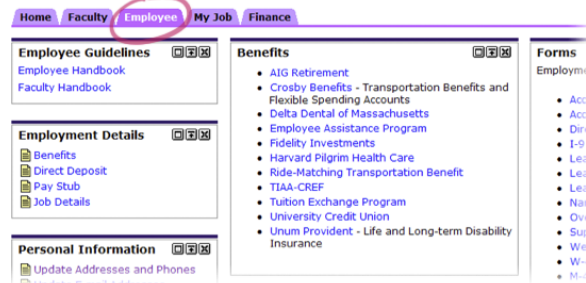 Home Faculty Employee My Job Finance
Employee Guidelines
Employee Handbook
Faculty Handbook
Employment Details
Benefits
Direct Deposit
Pay Stub
Job Details
Personal Information
Update Addresses and Phones
Benefits
AIG Retirement
Crosby Benefits - Transportation Benefits and
Flexible Spending Accounts
Delta Dental of Massachusetts
Employee Assistance Program
Fidelity Investments
Harvard Pilgrim Health Care
Ride-Matching Transportation Benefit
TIAA-CREF
Tuition Exchange Program
University Credit Union
Unum Provident - Life and Long-term Disability
Insurance
Forms
I-9